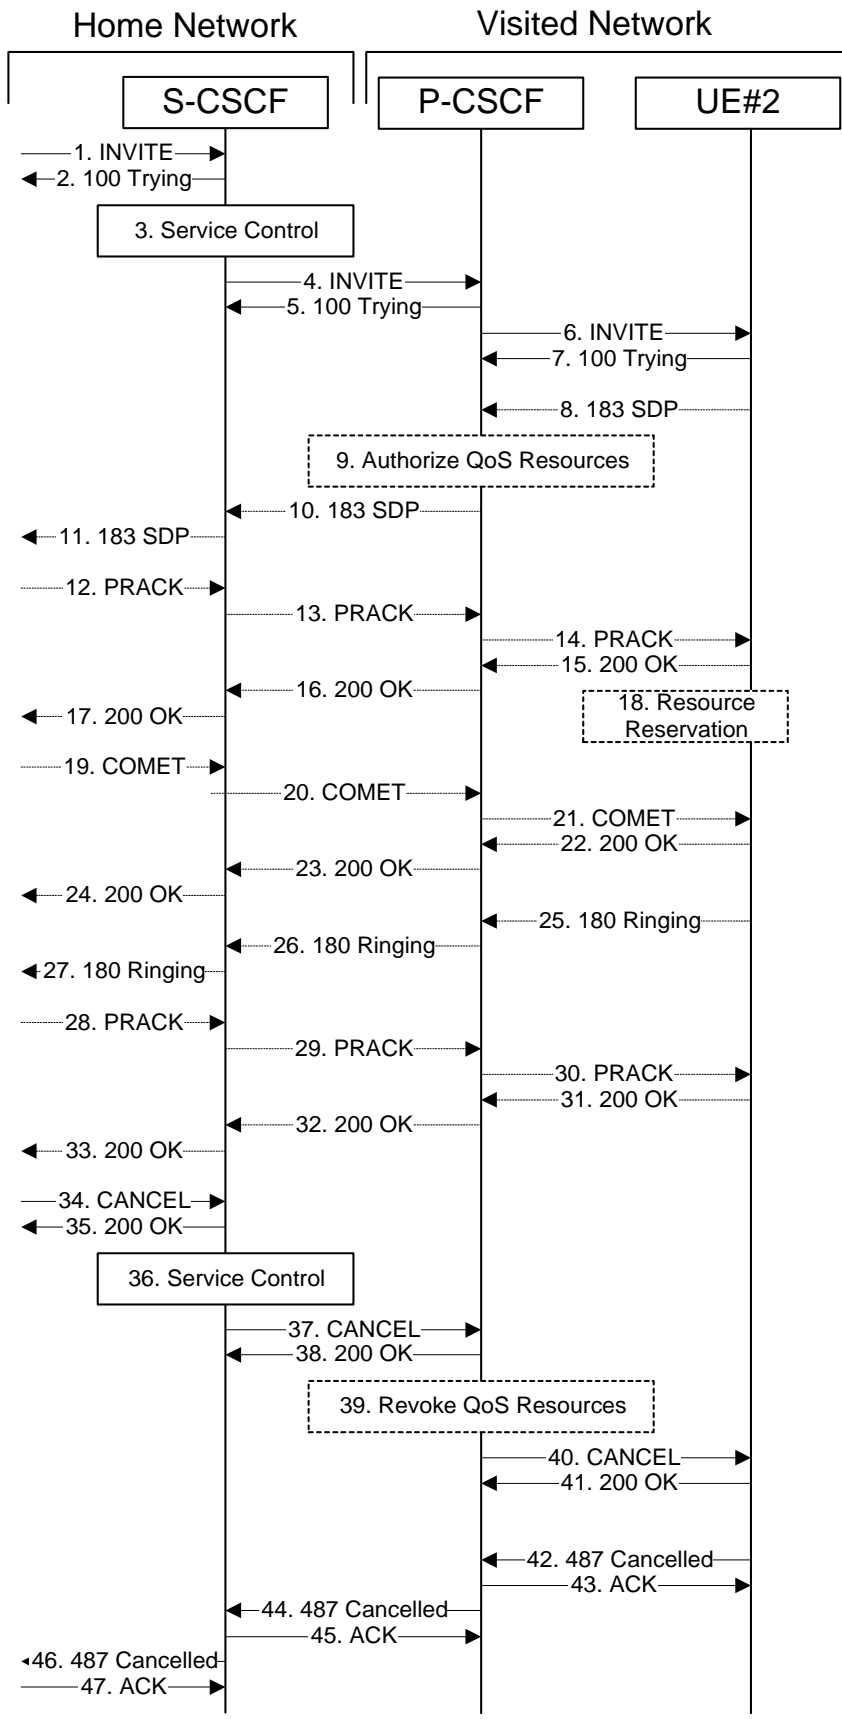 Home Network
Visited Network
S-CSCF
P-CSCF
UE#2
1. INVITE
2. 100 Trying
3. Service Control
4. INVITE
5. 100 Trying
6. INVITE
7. 100 Trying
8. 183 SDP
9. Authorize QoS Resources
10. 183 SDP
11. 183 SDP
12. PRACK
13. PRACK
14. PRACK
15. 200 OK
16. 200 OK
17. 200 OK
18. Resource
Reservation
19. COMET
20. COMET
21. COMET
22. 200 OK
23. 200 OK
24. 200 OK
25. 180 Ringing
26. 180 Ringing
27. 180 Ringing
28. PRACK
29. PRACK
30. PRACK
31. 200 OK
32. 200 OK
33. 200 OK
34. CANCEL
35. 200 OK
36. Service Control
37. CANCEL
38. 200 OK
39. Revoke QoS Resources
40. CANCEL
41. 200 OK
42. 487 Cancelled
43. ACK
44. 487 Cancelled
45. ACK
46. 487 Cancelled
47. ACK